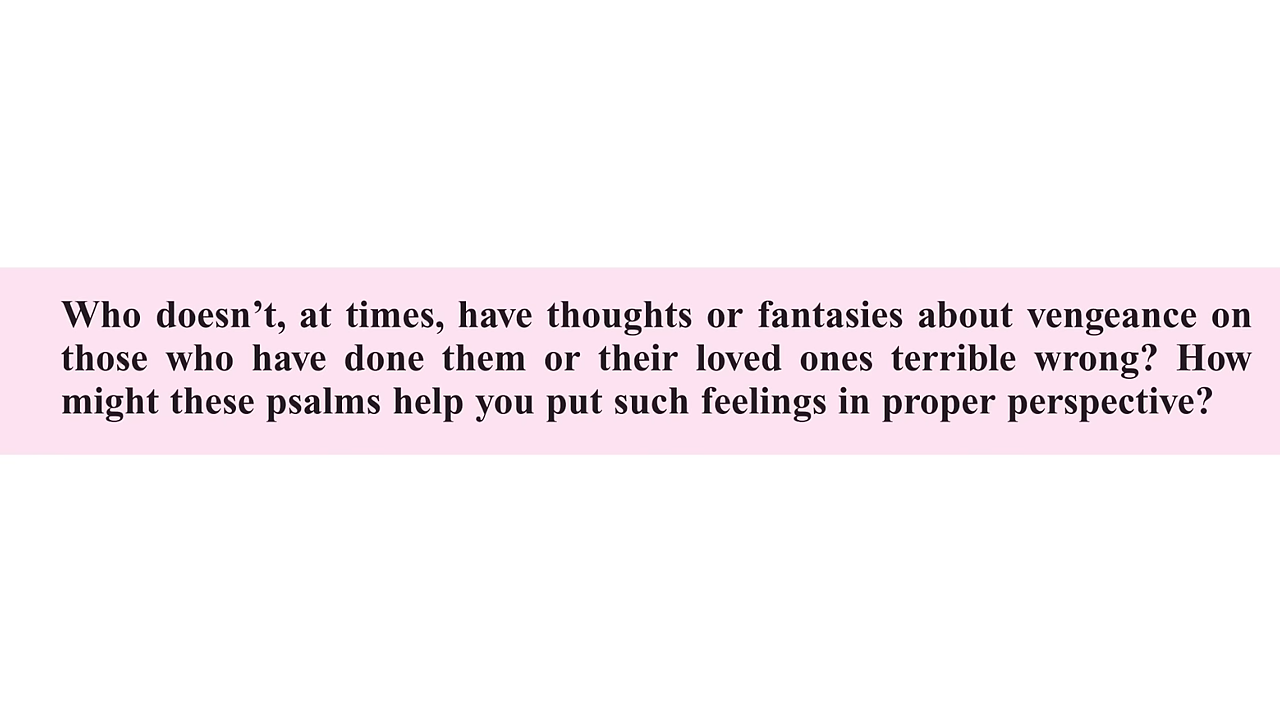 Who doesn’t, at times, have thoughts or fantasies about vengeance on
those who have done them or their loved ones terrible wrong? How
might these psalms help you put such feelings in proper perspective?